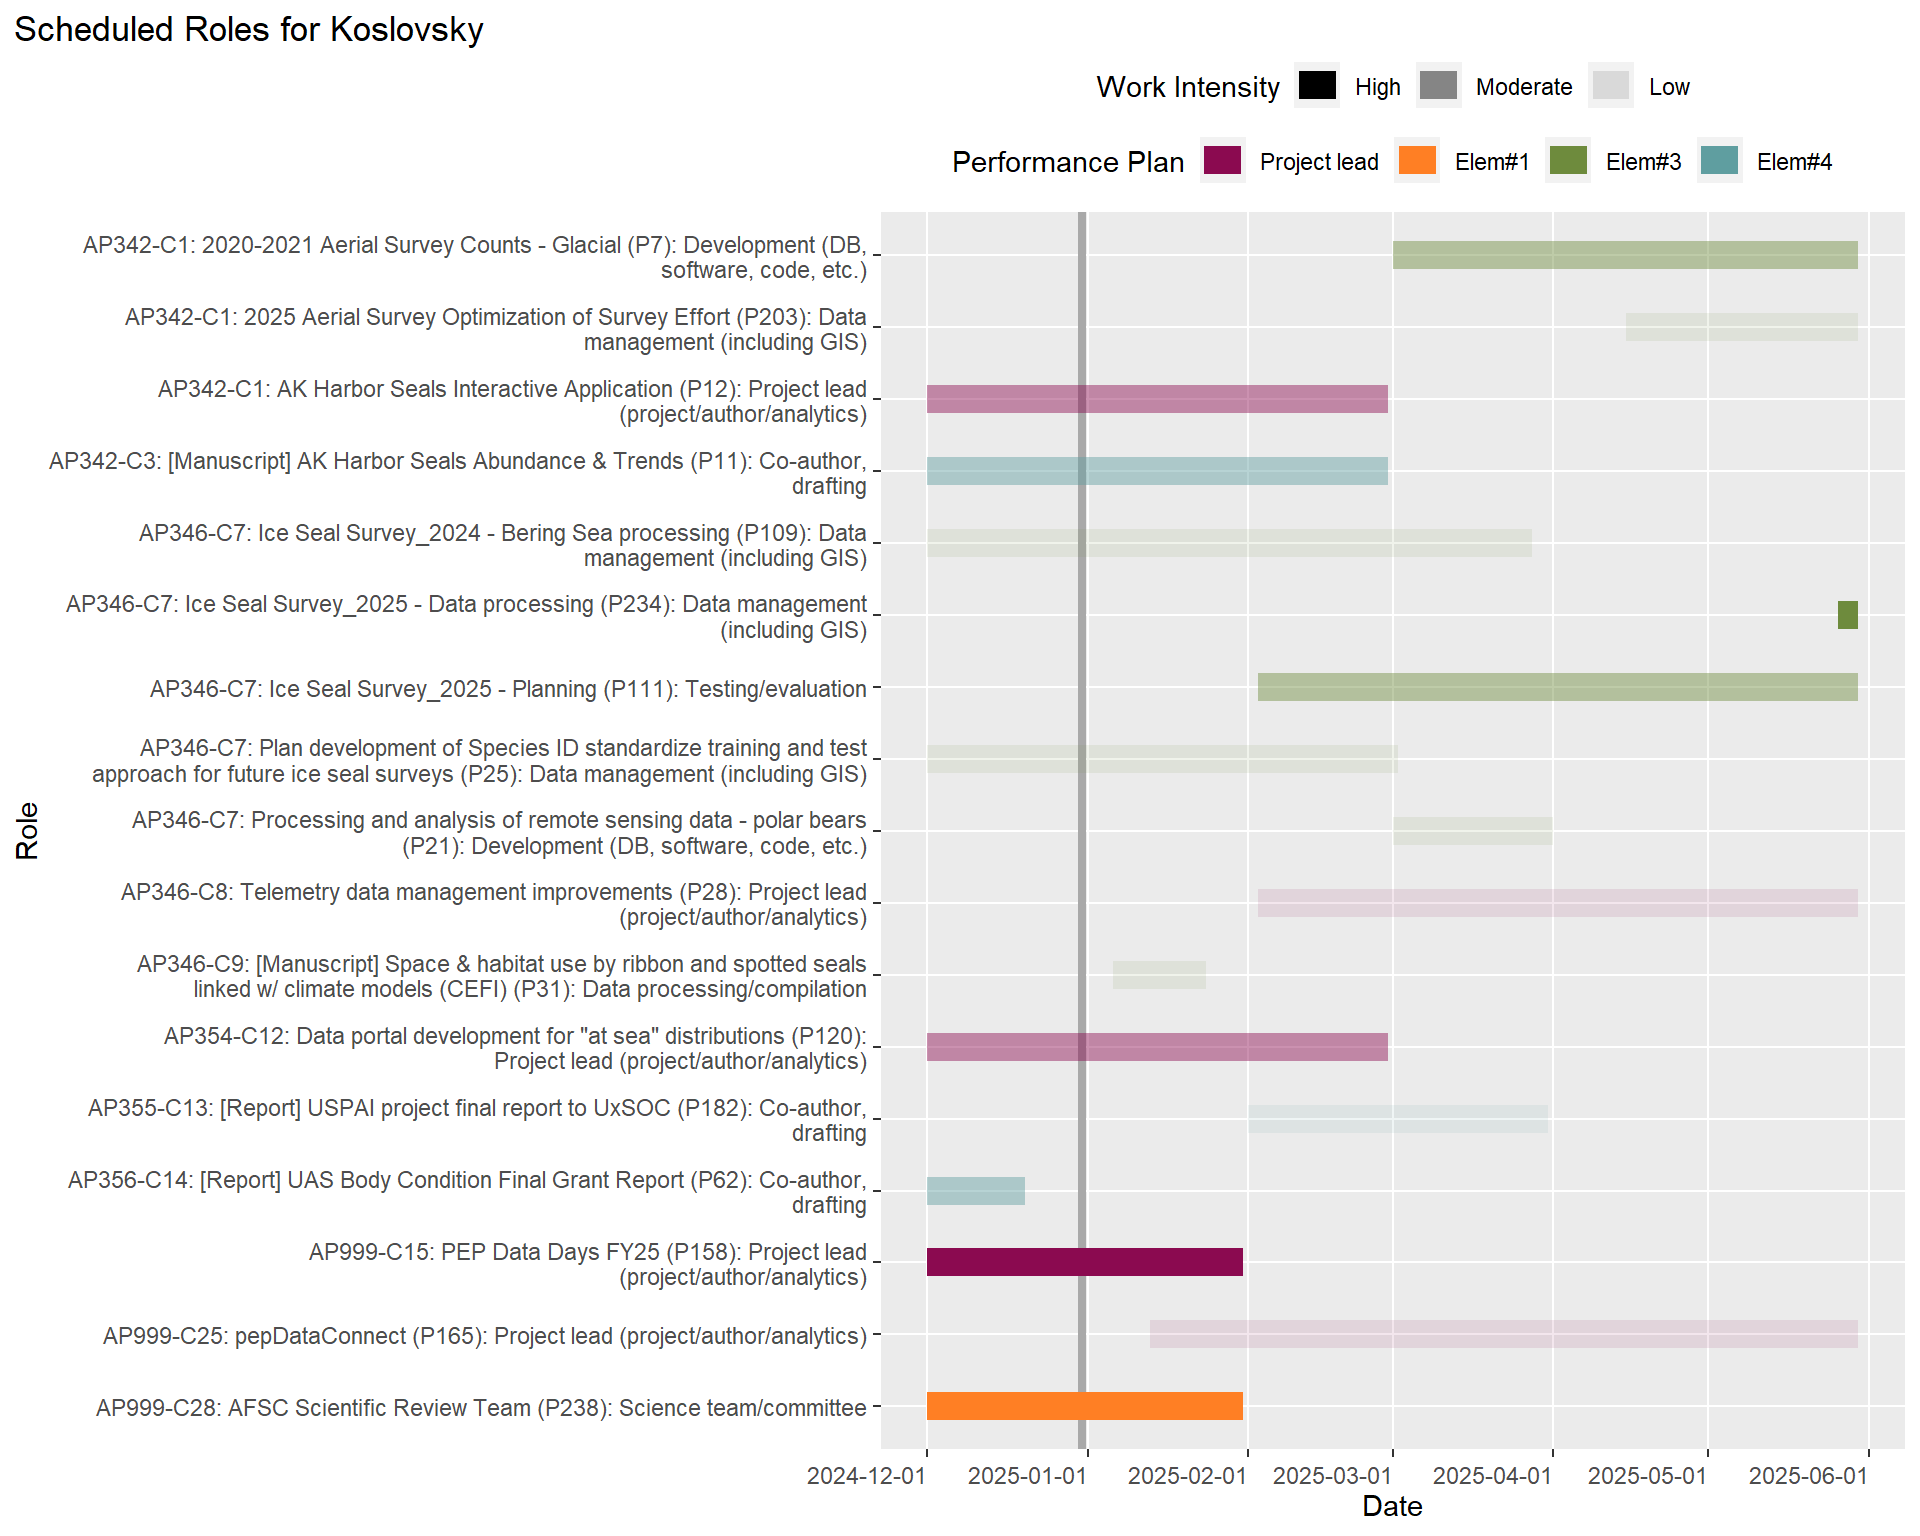 Scheduled Roles for Koslovsky
Work Intensity High Moderate Low
Performance Plan Project lead Elem#1 Elem#3 Elem#4
AP342-C1: 2020-2021 Aerial Survey Counts - Glacial (P7): Development (DB,
software, code, etc.)
AP342-C1: 2025 Aerial Survey Optimization of Survey Effort (P203): Data
management (including GIS)
AP342-C1: AK Harbor Seals Interactive Application (P12): Project lead
(project/author/analytics)
AP342-C3: [Manuscript] AK Harbor Seals Abundance & Trends (P11): Co-author,
drafting
AP346-C7: Ice Seal Survey_2024 - Bering Sea processing (P109): Data
management (including GIS)
AP346-C7: Ice Seal Survey_2025 - Data processing (P234): Data management
(including GIS)
AP346-C7: Ice Seal Survey_2025 - Planning (P111): Testing/evaluation
AP346-C7: Plan development of Species ID standardize training and test
approach for future ice seal surveys (P25): Data management (including GIS)
AP346-C7: Processing and analysis of remote sensing data - polar bears
(P21): Development (DB, software, code, etc.)
AP346-C8: Telemetry data management improvements (P28): Project lead
(project/author/analytics)
AP346-C9: [Manuscript] Space & habitat use by ribbon and spotted seals
linked w/ climate models (CEFI) (P31): Data processing/compilation
AP354-C12: Data portal development for "at sea" distributions (P120):
Project lead (project/author/analytics)
AP355-C13: [Report] USPAI project final report to UxSOC (P182): Co-author,
drafting
AP356-C14: [Report] UAS Body Condition Final Grant Report (P62): Co-author,
drafting
AP999-C15: PEP Data Days FY25 (P158): Project lead
(project/author/analytics)
AP999-C25: pepDataConnect (P165): Project lead (project/author/analytics)
AP999-C28: AFSC Scientific Review Team (P238): Science team/committee
Role
2024-12-01 2025-01-01 2025-02-01 2025-03-01 2025-04-01 2025-05-01 2025-06-01
Date